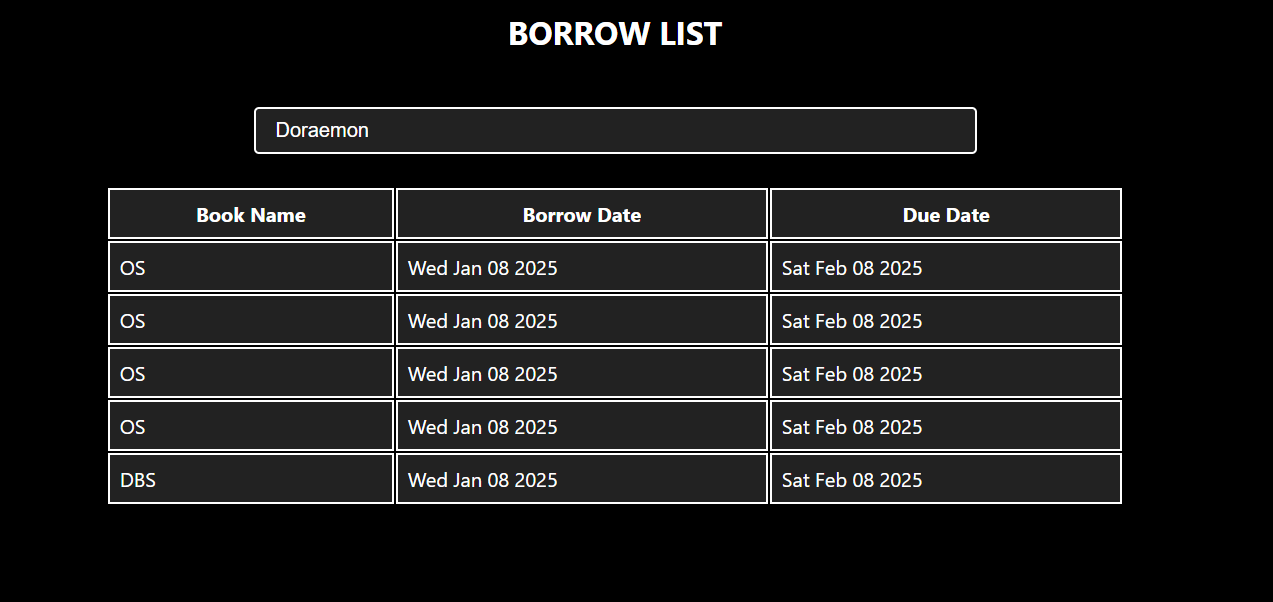 BORROW LIST
Doraemon
Book Name Borrow Date Due Date
OS Wed Jan 08 2025 Sat Feb 08 2025
OS Wed Jan 08 2025 Sat Feb 08 2025
OS Wed Jan 08 2025 Sat Feb 08 2025
OS Wed Jan 08 2025 Sat Feb 08 2025
DBS Wed Jan 08 2025 Sat Feb 08 2025